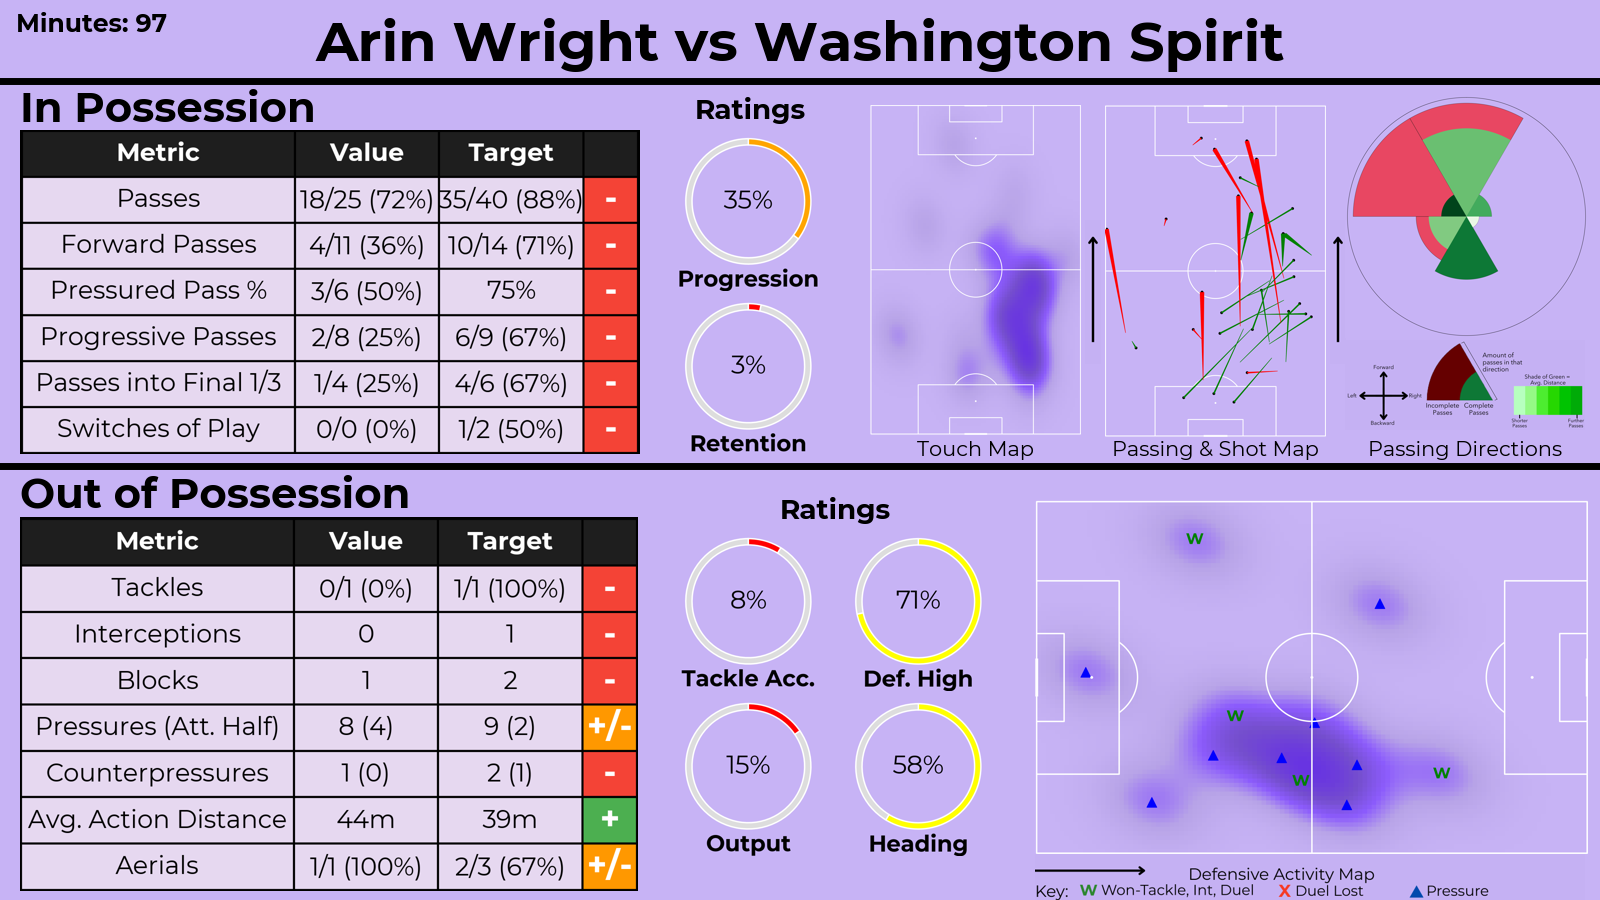 Minutes: 97
Arin Wright vs Washington Spirit
In Possession
Metric Value Target
Passes 18/25 (72%) 35/40 (88%) -
Forward Passes 4/11 (36%) 10/14 (71%) -
Pressured Pass % 3/6 (50%) 75% -
Progressive Passes 2/8 (25%) 6/9 (67%) -
Passes into Final 1/3 1/4 (25%) 4/6 (67%) -
Switches of Play 0/0 (0%) 1/2 (50%) -
Ratings
35%
Progression
3%
Retention
Touch Map
Passing & Shot Map
Forward
Left
Right
Backward
Amount of
passes in that
direction
Incomplete
Passes
Complete
Passes
Shade of Green =
Avg. Distance
Shorter
Passes
Further
Passes
Passing Directions
Out of Possession
Metric Value Target
Tackles 0/1 (0%) 1/1 (100%) -
Interceptions 0 1 -
Blocks 1 2 -
Pressures (Att. Half) 8 (4) 9 (2) +/-
Counterpressures 1 (0) 2 (1) -
Avg. Action Distance 44m 39m +
Aerials 1/1 (100%) 2/3 (67%) +/-
Ratings
8%
Tackle Acc.
71%
Def. High
15%
Output
58%
Heading
W
W
W
W
Defensive Activity Map
Key: W Won-Tackle, Int, Duel X Duel Lost Pressure